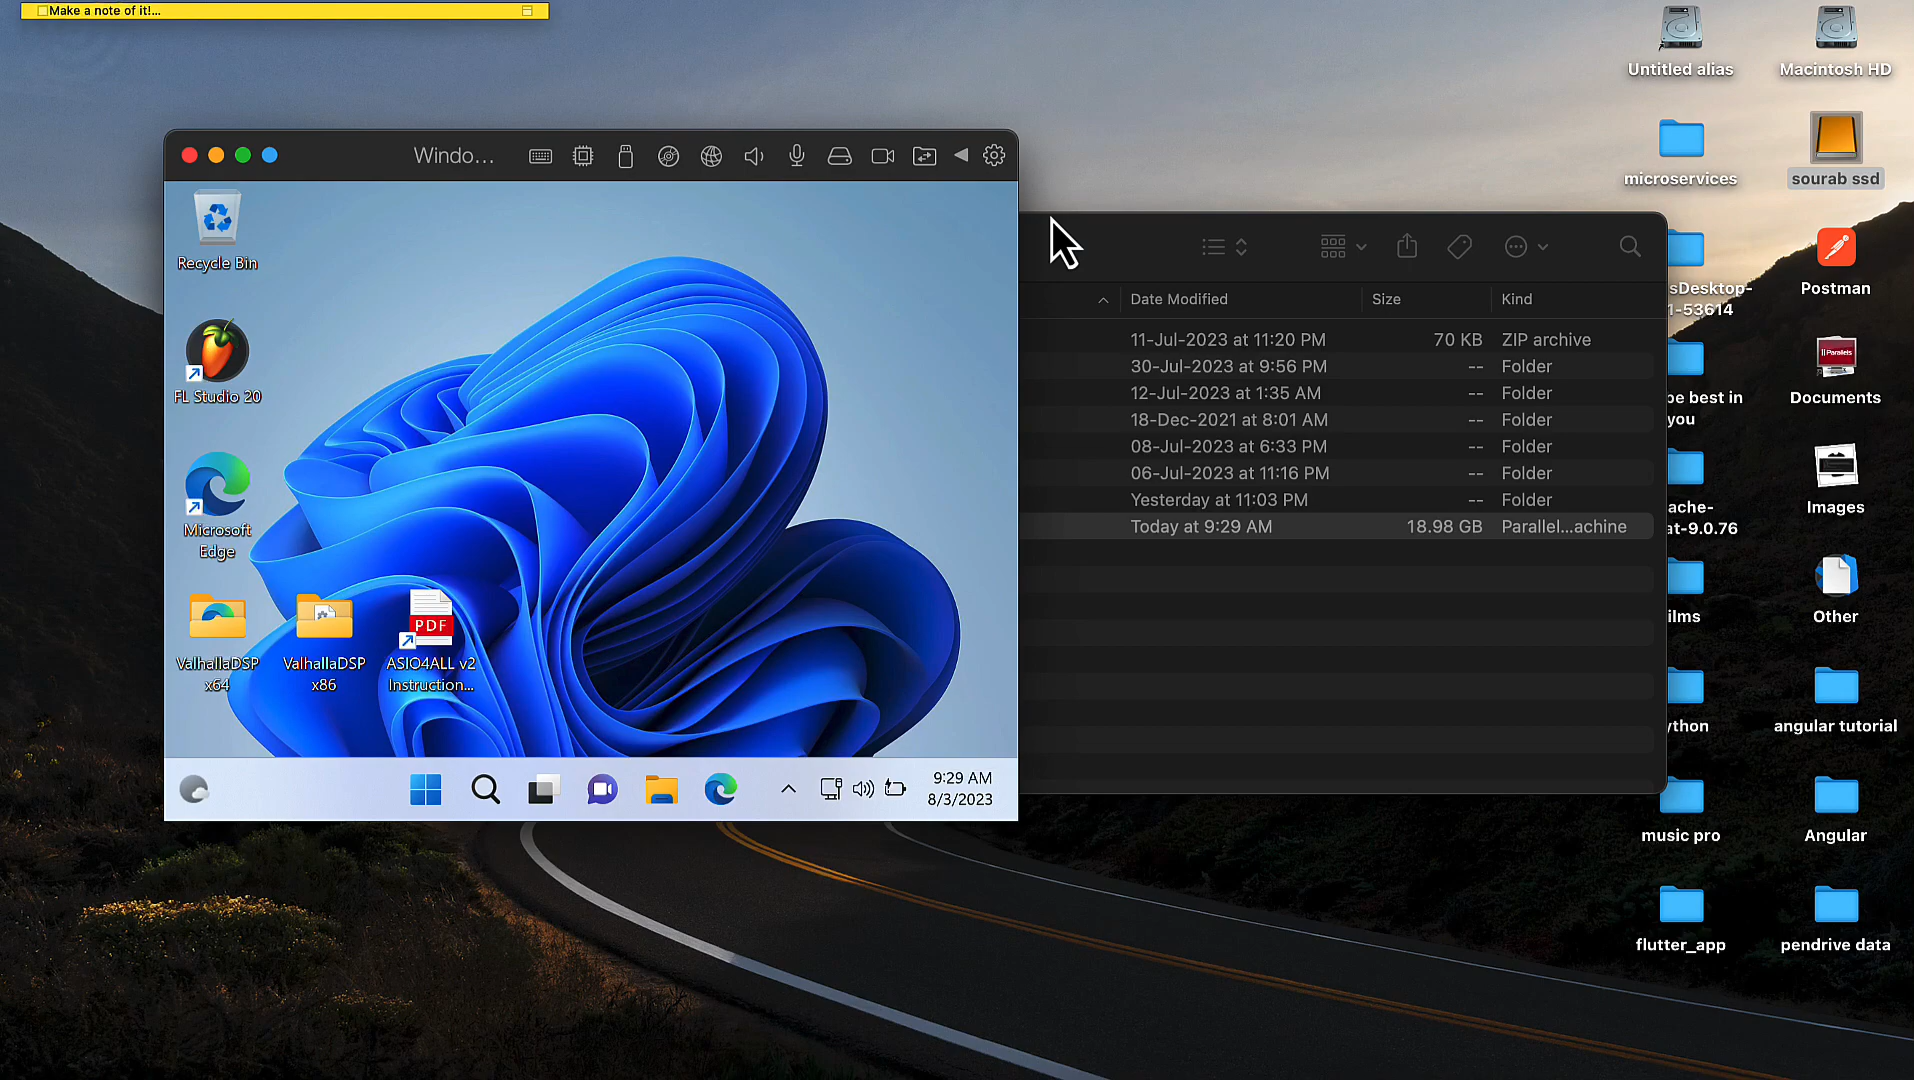 Make a note of it!...
Untitled alias
Macintosh HD
microservices
sourab ssd
sDesktop-
1-53614
Postman
be best in
you
Documents
ache-
at-9.0.76
Images
ilms
Other
ython
angular tutorial
music pro
Angular
flutter_app
pendrive data
Windo...
Recycle Bin
FL Studio 20
Microsoft
Edge
ValhallaDSP
x64
ValhallaDSP
x86
PDF
ASIO4ALL v2
Instruction...
9:29 AM
8/3/2023
Date Modified Size Kind
11-Jul-2023 at 11:20 PM 70 KB ZIP archive
30-Jul-2023 at 9:56 PM -- Folder
12-Jul-2023 at 1:35 AM -- Folder
18-Dec-2021 at 8:01 AM -- Folder
08-Jul-2023 at 6:33 PM -- Folder
06-Jul-2023 at 11:16 PM -- Folder
Yesterday at 11:03 PM -- Folder
Today at 9:29 AM 18.98 GB Parallel...achine
Parallels